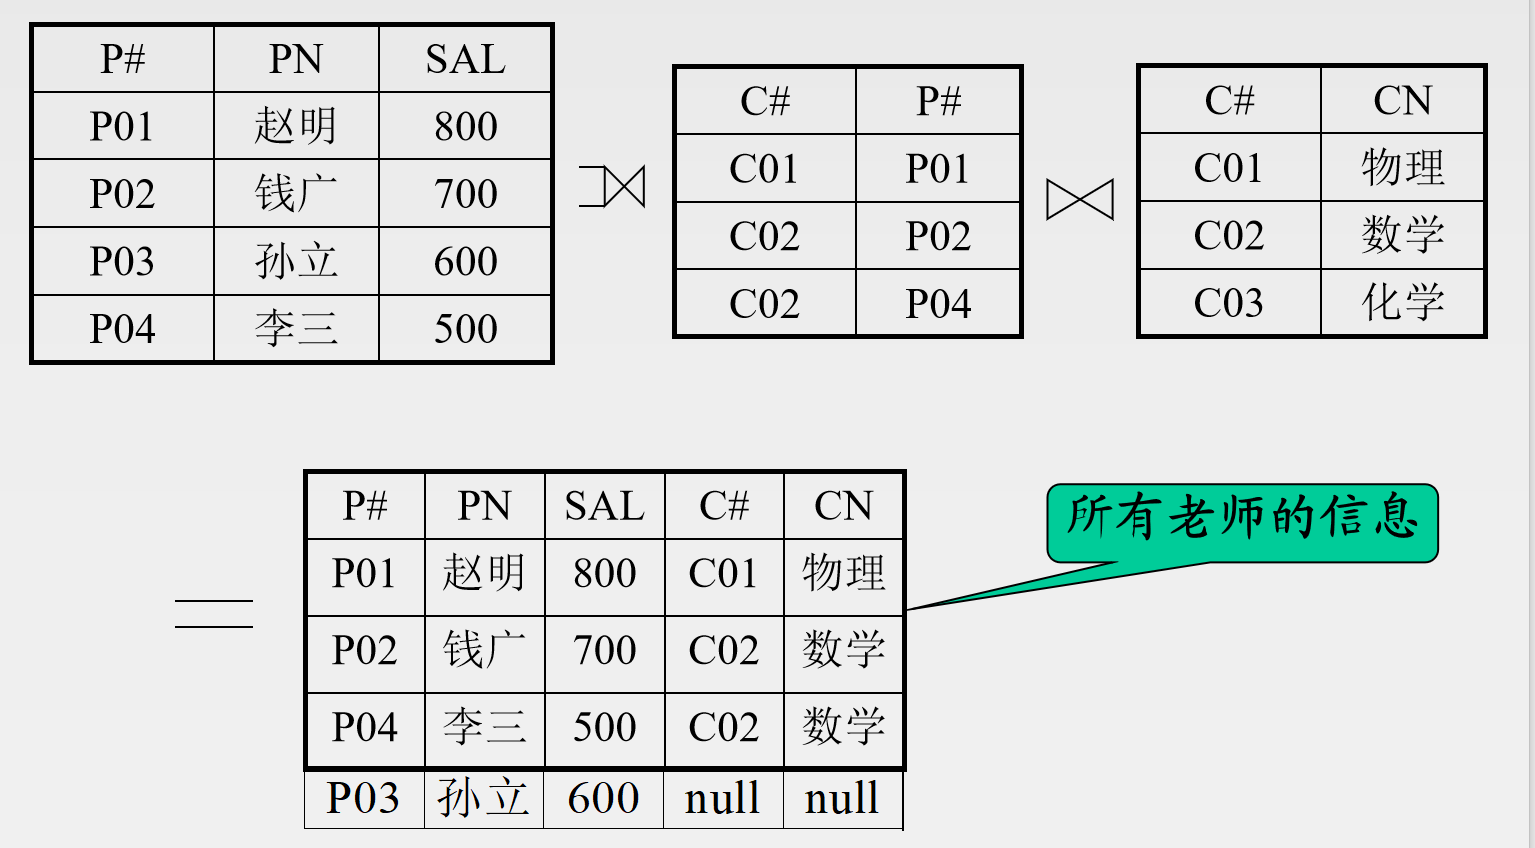 P# PN SAL
P01 赵明 800
P02 钱广 700
P03 孙立 600
P04 李三 500
C# P#
C01 P01
C02 P02
C02 P04
C# CN
C01 物理
C02 数学
C03 化学
P# PN SAL C# CN
P01 赵明 800 C01 物理
P02 钱广 700 C02 数学
P04 李三 500 C02 数学
P03 孙立 600 null null
所有老师的信息